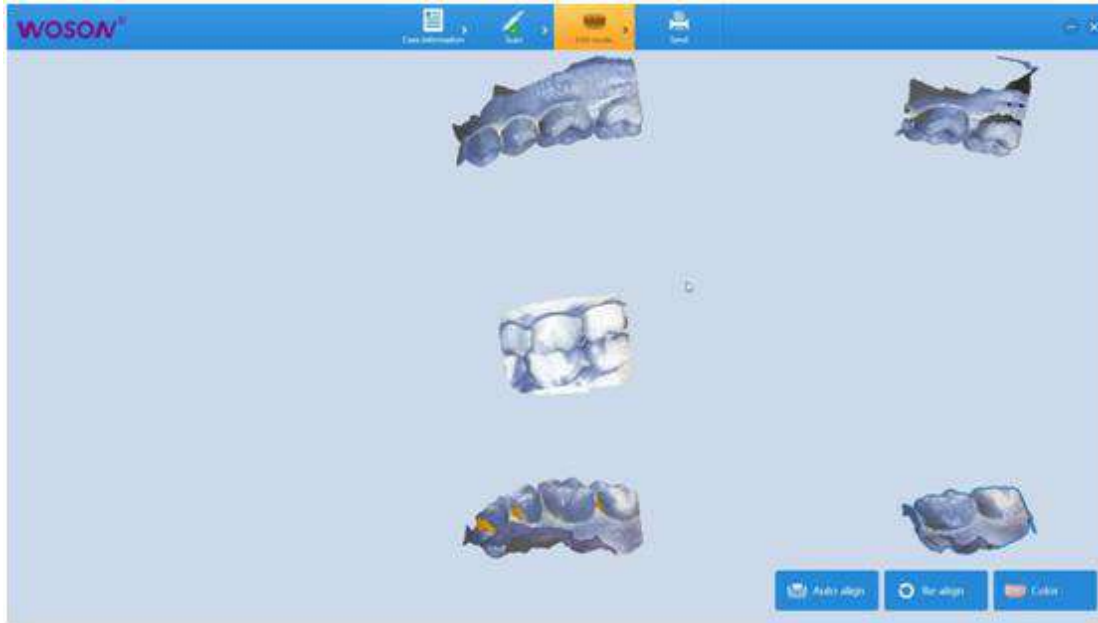 WOSON®
Case information
Scan
Send
Auto align
Re align
Color